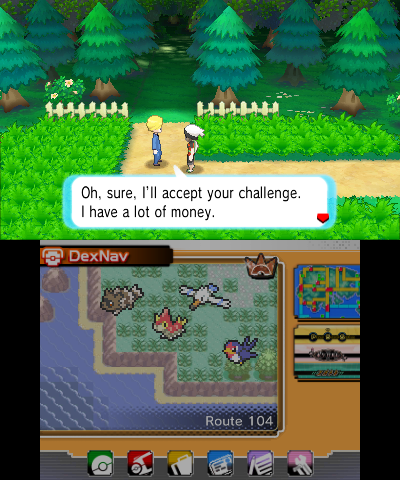 Oh, sure, I'll accept your challenge.
I have a lot of money.
DexNav
Route 104